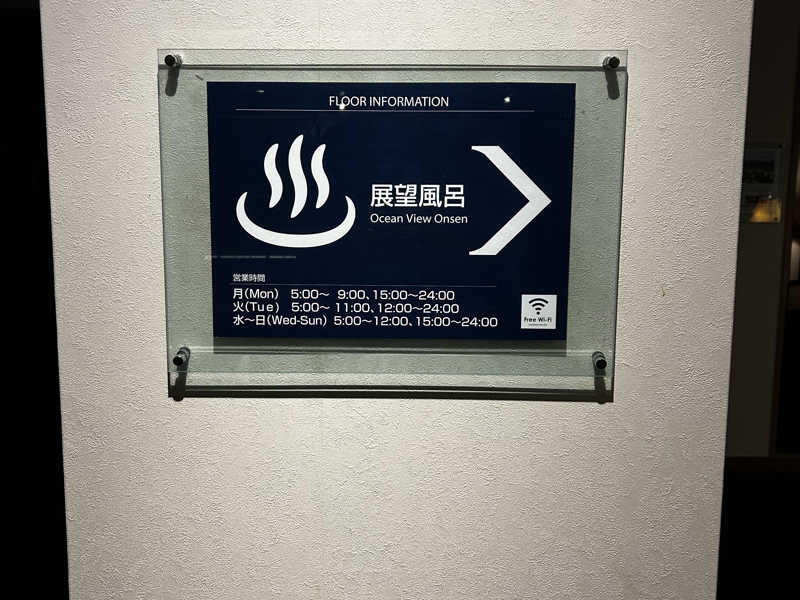 FLOOR INFORMATION
展望風呂
Ocean View Onsen
営業時間
月(Mon) 5:00〜 9:00、15:00〜24:00
火(Tue) 5:00〜 11:00、12:00〜24:00
水〜日(Wed-Sun) 5:00〜12:00、15:00〜24:00
Free Wi-Fi